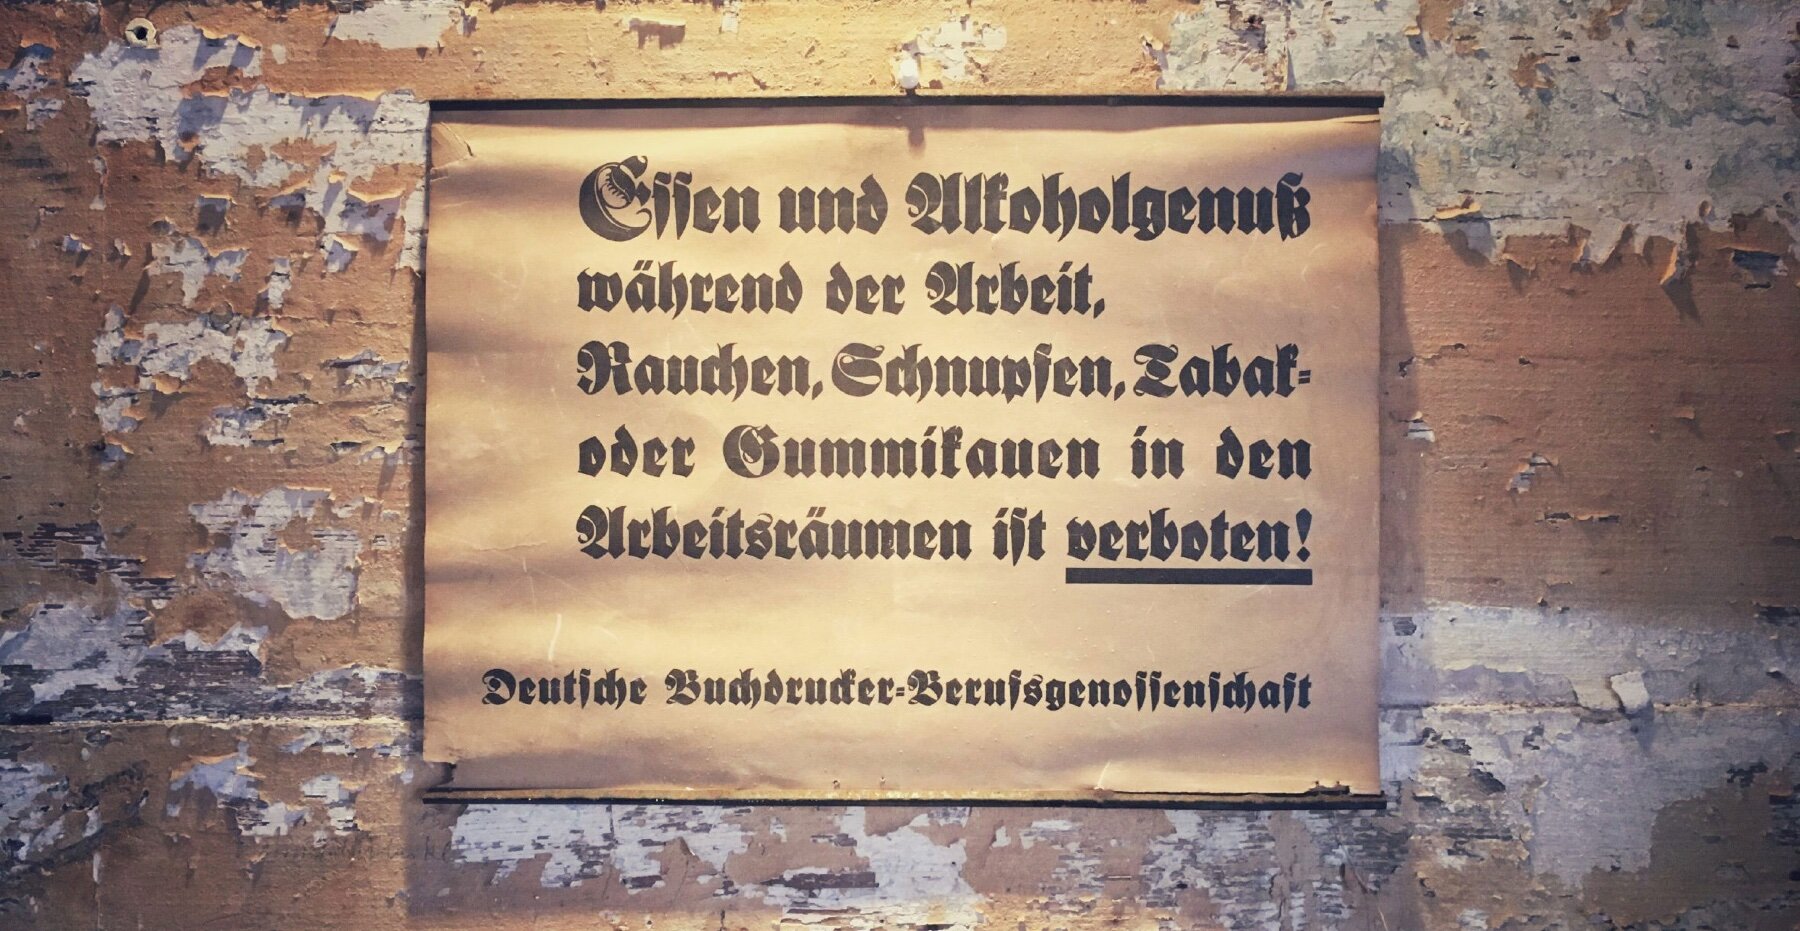 Essen und Alkoholgenuß
während der Arbeit,
Rauchen, Schnupfen, Tabak-
oder Gummikauen in den
Arbeitsräumen ist verboten!
Deutsche Buchdrucker-Berufsgenossenschaft